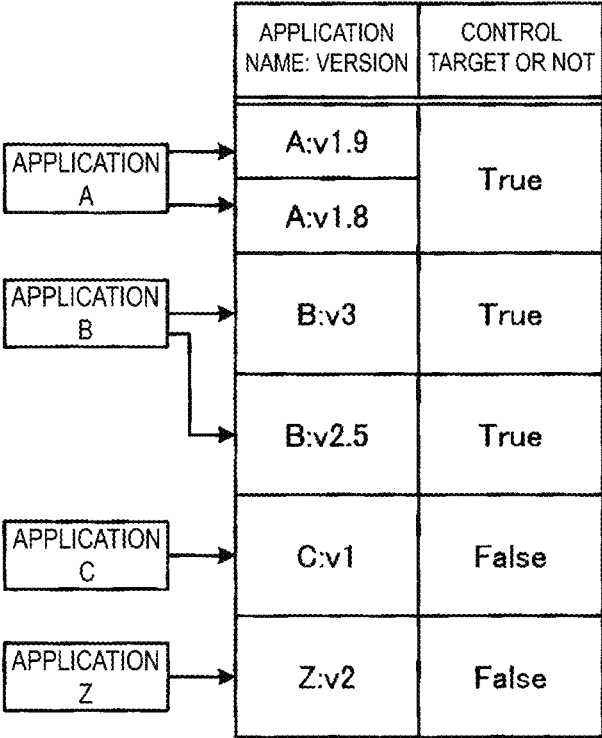 APPLICATION
NAME: VERSION
CONTROL
TARGET OR NOT
APPLICATION
A
A:v1.9
A:v1.8
True
APPLICATION
B
B:v3
True
B:v2.5
True
APPLICATION
C
C:v1
False
APPLICATION
Z
Z:v2
False